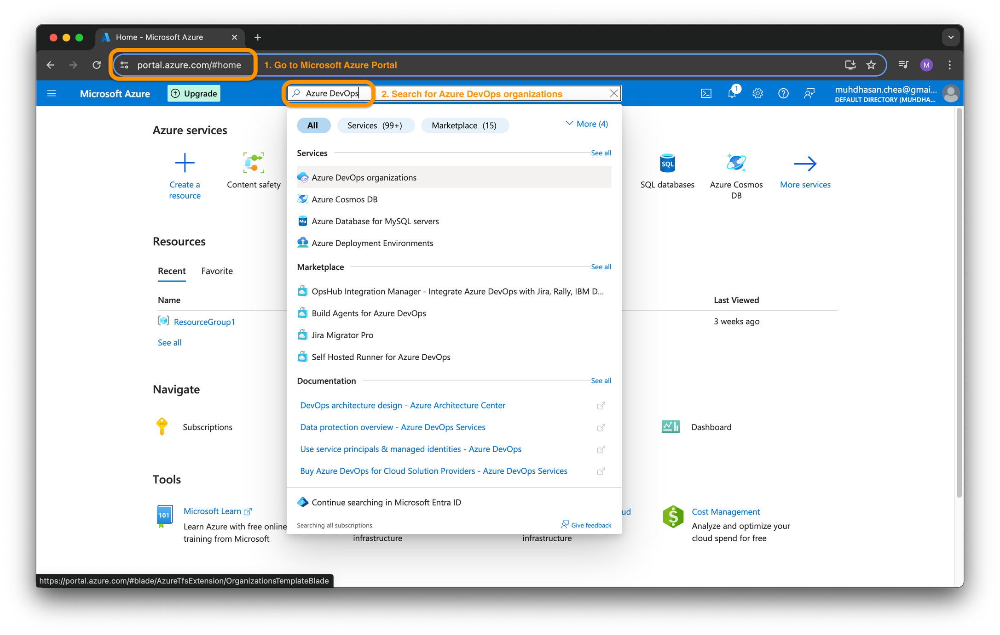 Home - Microsoft Azure
portal.azure.com/#home
1. Go to Microsoft Azure Portal
M
Microsoft Azure
Upgrade
Azure DevOps
2. Search for Azure DevOps organizations
1
muhdhasan.chea@gmai...
DEFAULT DIRECTORY (MUHDHA...
Azure services
Create a
resource
Content safety
All
Services (99+)
Marketplace (15)
More (4)
Services
See all
Azure DevOps organizations
Azure Cosmos DB
My
Azure Database for MySQL servers
Azure Deployment Environments
Marketplace
See all
OpsHub Integration Manager - Integrate Azure DevOps with Jira, Rally, IBM D...
Build Agents for Azure DevOps
Jira Migrator Pro
Self Hosted Runner for Azure DevOps
Documentation
See all
DevOps architecture design - Azure Architecture Center
Data protection overview - Azure DevOps Services
Use service principals & managed identities - Azure DevOps
Buy Azure DevOps for Cloud Solution Providers - Azure DevOps Services
Continue searching in Microsoft Entra ID
Searching all subscriptions.
Give feedback
SQL
SQL databases
Azure Cosmos
DB
More services
Resources
Recent
Favorite
Name
Last Viewed
ResourceGroup1
3 weeks ago
See all
Navigate
Subscriptions
Dashboard
Tools
101
Microsoft Learn
Learn Azure with free online
training from Microsoft
infrastructure
ud
infrastructure
$
Cost Management
Analyze and optimize your
cloud spend for free
https://portal.azure.com/#blade/AzureTfsExtension/OrganizationsTemplateBlade